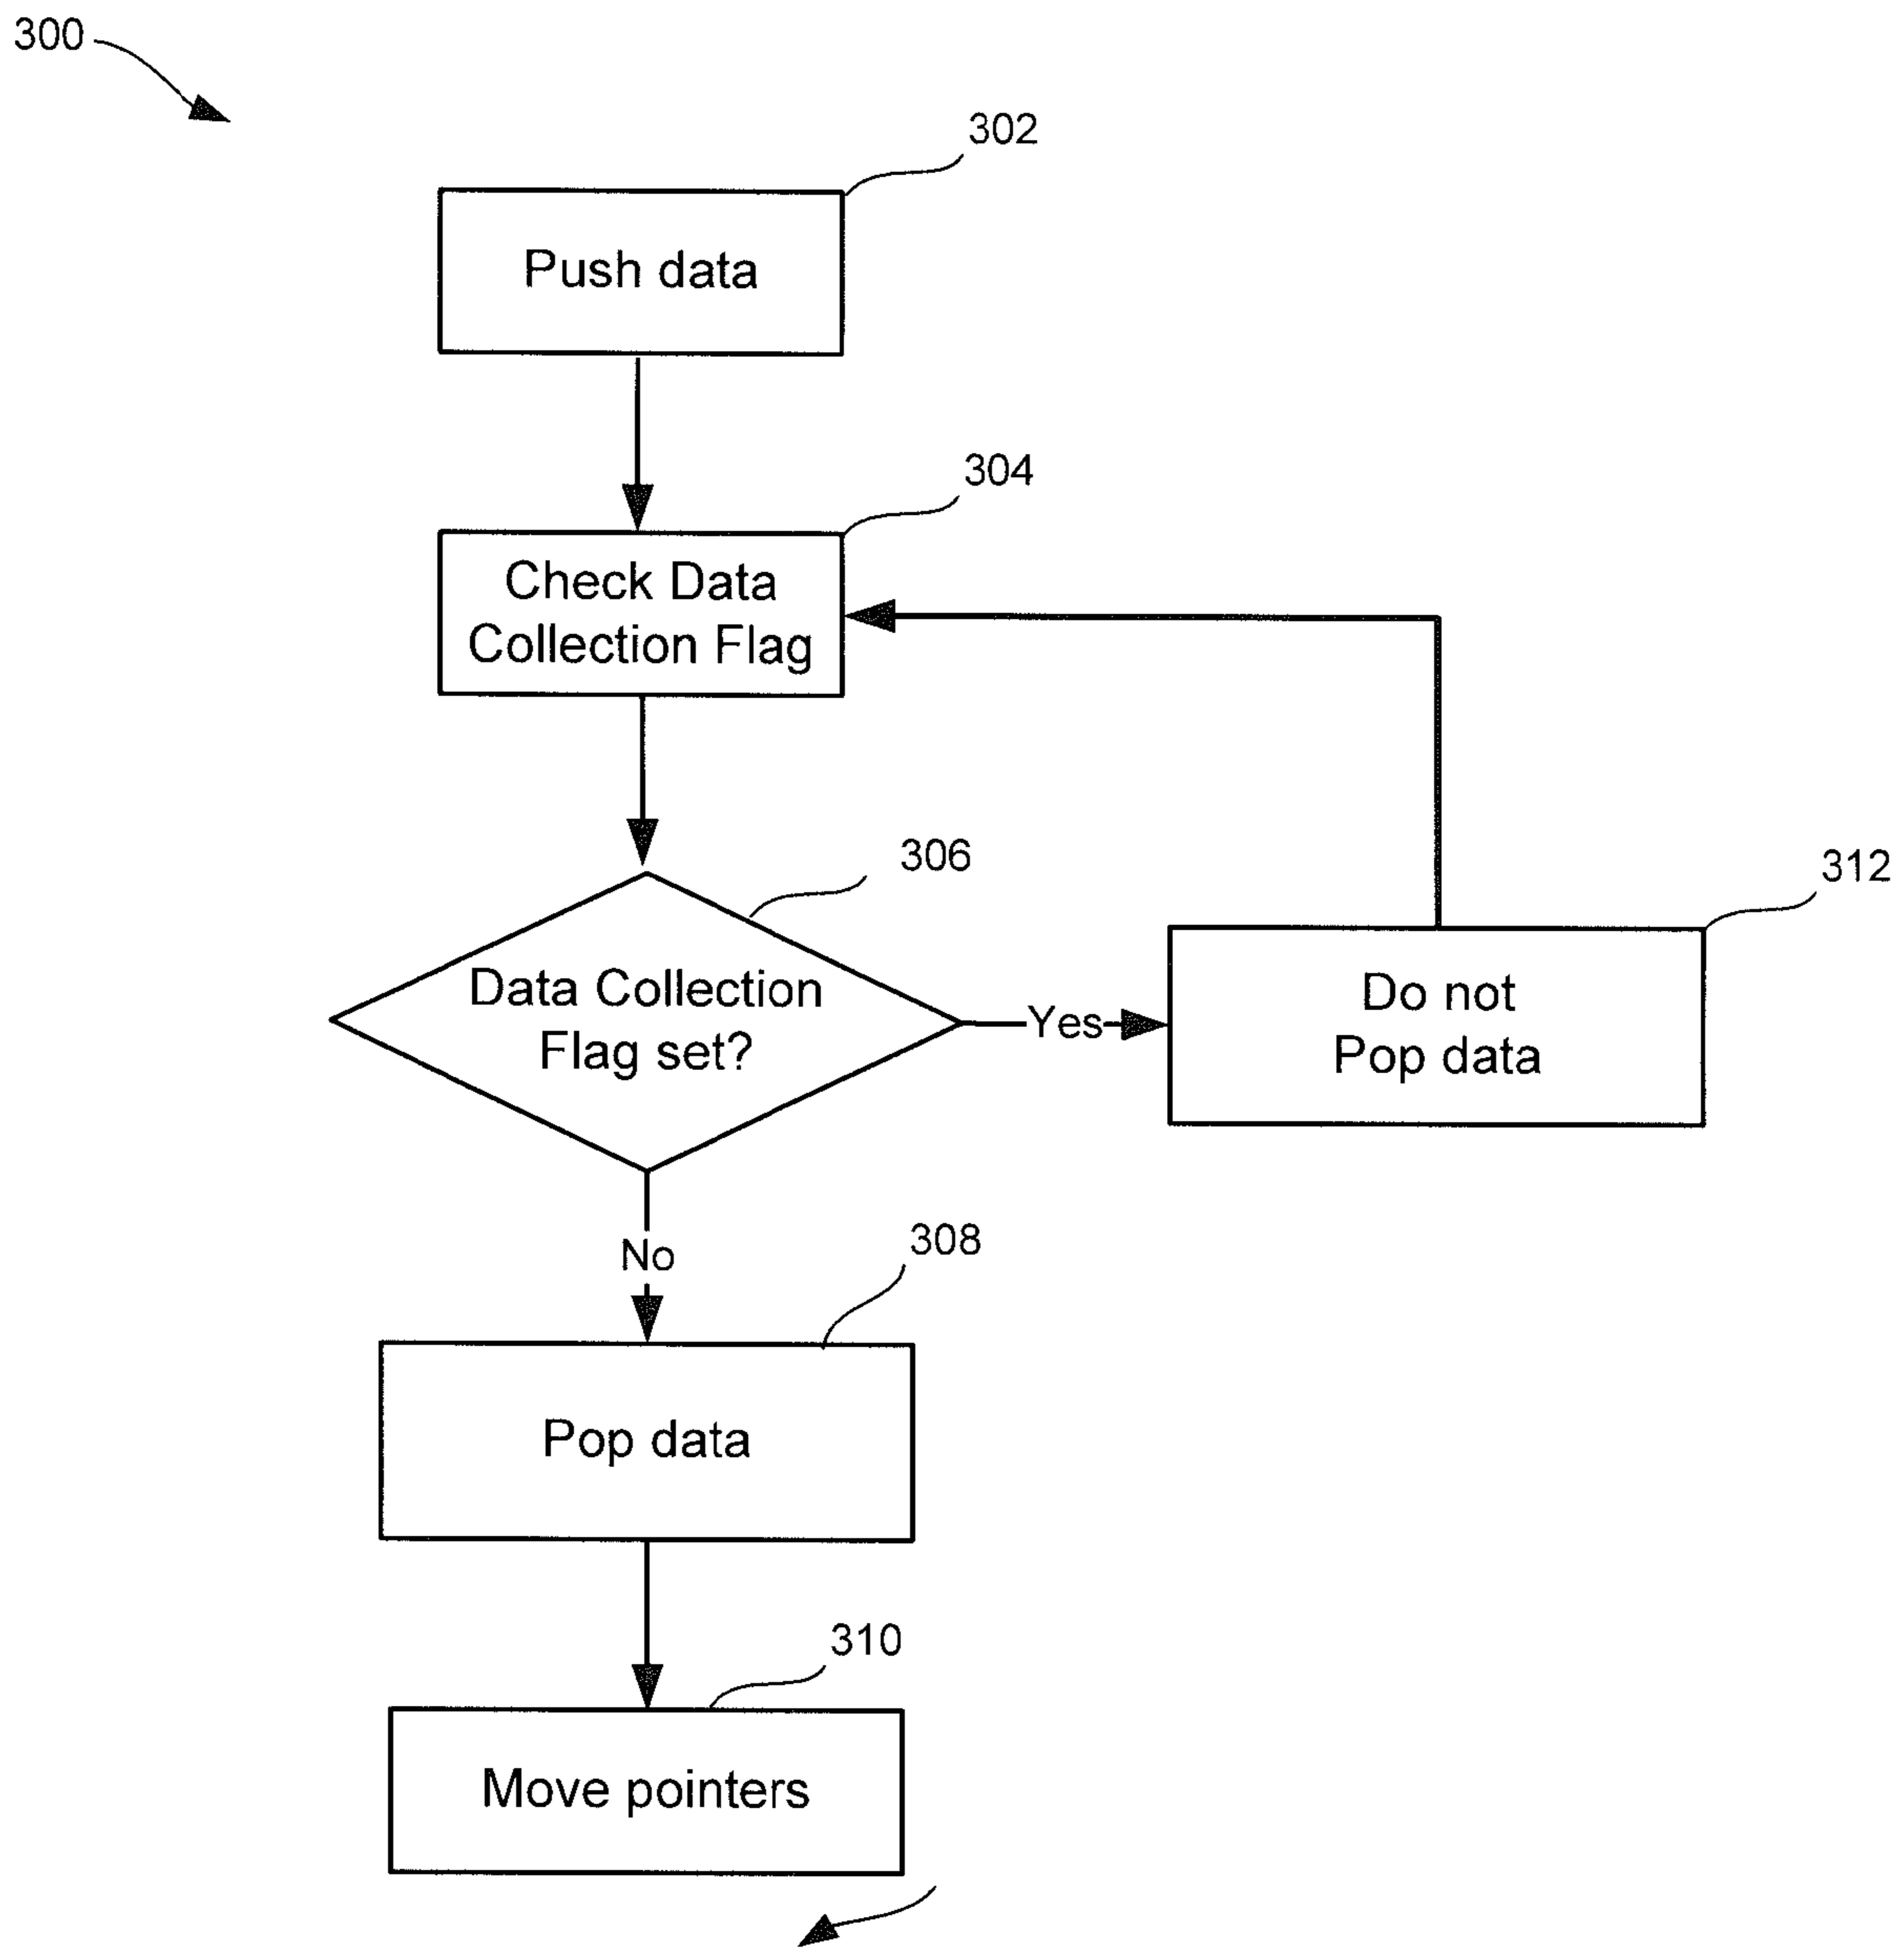 300
302
Push data
304
Check Data
Collection Flag
306
312
Data Collection
Flag set?
Yes
Do not
Pop data
No
308
Pop data
310
Move pointers